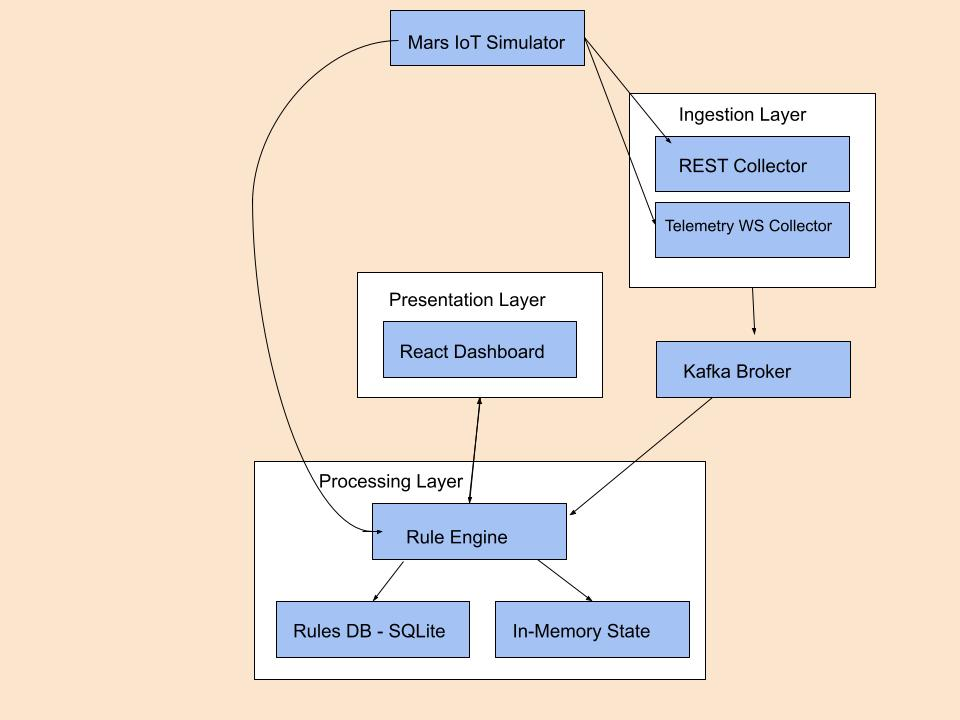 Mars IoT Simulator
Ingestion Layer
REST Collector
Telemetry WS Collector
Presentation Layer
React Dashboard
Kafka Broker
Processing Layer
Rule Engine
Rules DB - SQLite
In-Memory State